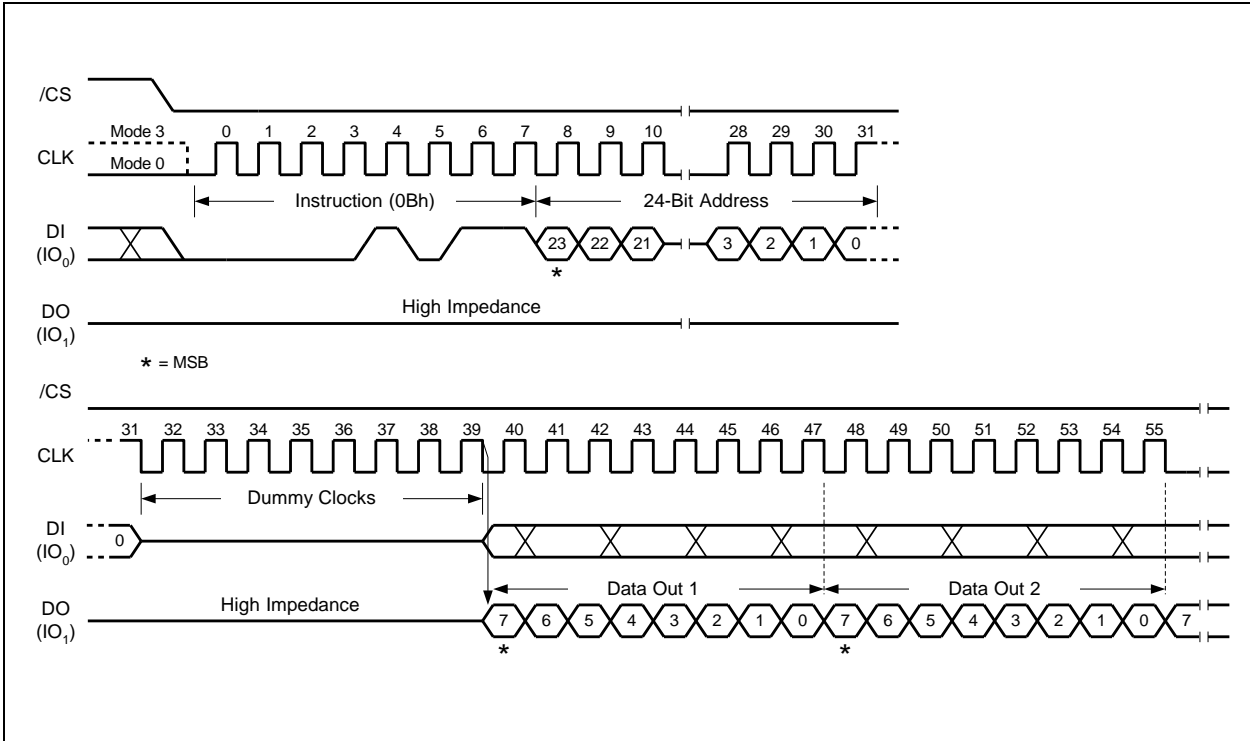 /CS
Mode 3 0 1 2 3 4 5 6 7 8 9 10 28 29 30 31
CLK
Mode 0
Instruction (0Bh) 24-Bit Address
DI
(IO0) 23 22 21 3 2 1 0
*
High Impedance
DO
(IO1)
* = MSB
/CS
31 32 33 34 35 36 37 38 39 40 41 42 43 44 45 46 47 48 49 50 51 52 53 54 55
CLK
Dummy Clocks
DI
(IO0) 0
Data Out 1 Data Out 2
High Impedance
DO
(IO1) 7 6 5 4 3 2 1 0 7 6 5 4 3 2 1 0 7
* *